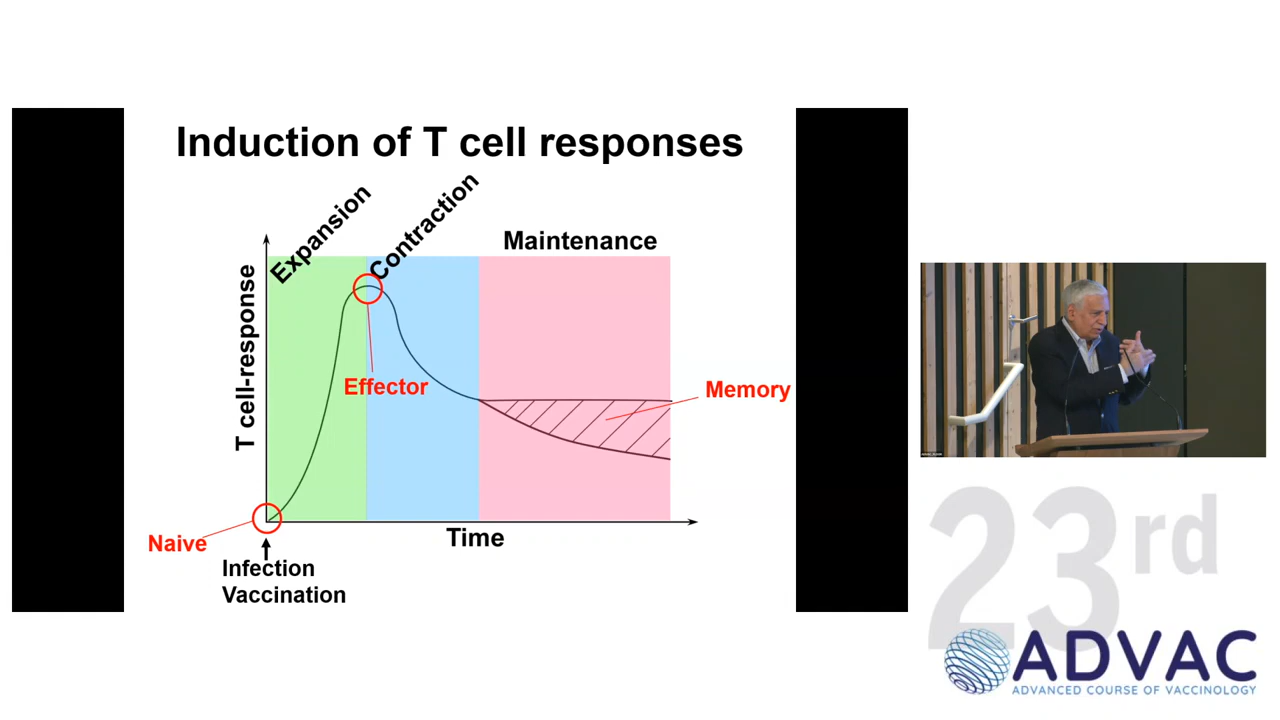 Induction of T cell responses
Expansion
Contraction
Maintenance
T cell-response
Effector
Memory
Naive
Time
Infection
Vaccination
23rd
ADVAC
ADVANCED COURSE OF VACCINOLOGY